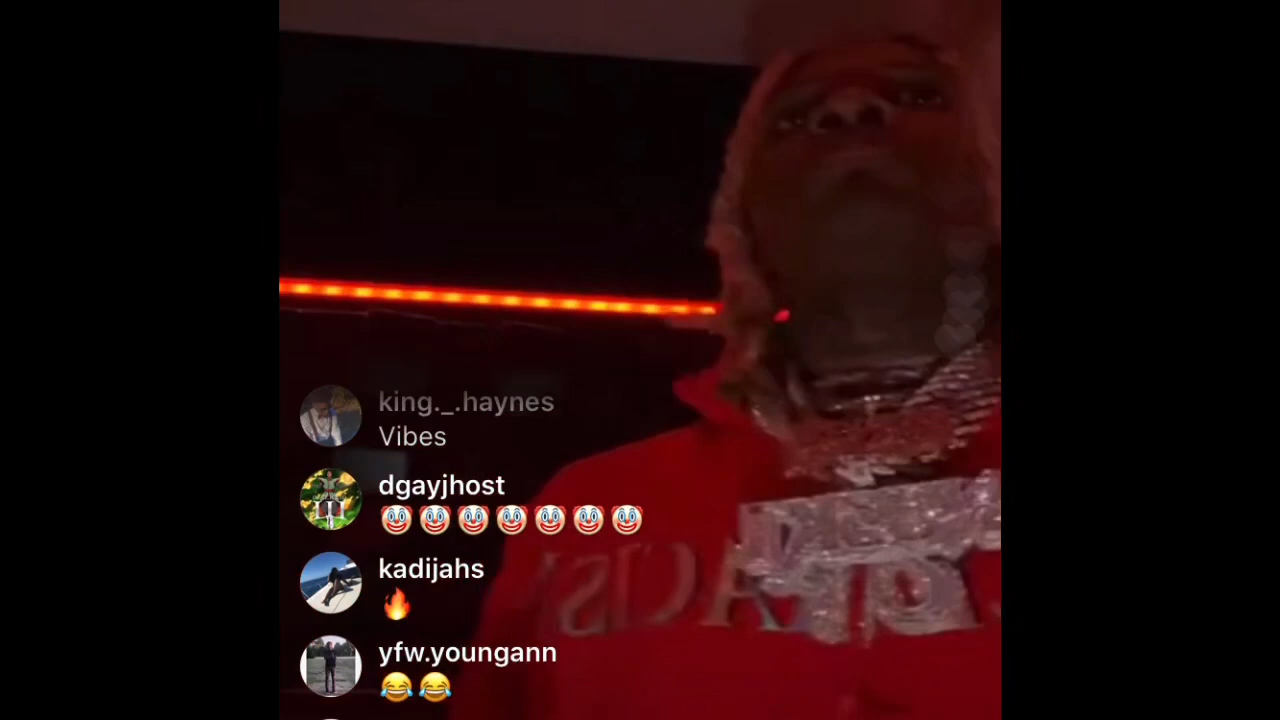 king._.haynes
Vibes
dgayjhost
🤡🤡🤡🤡🤡🤡🤡
kadijahs
🔥
yfw.youngann
😂😂